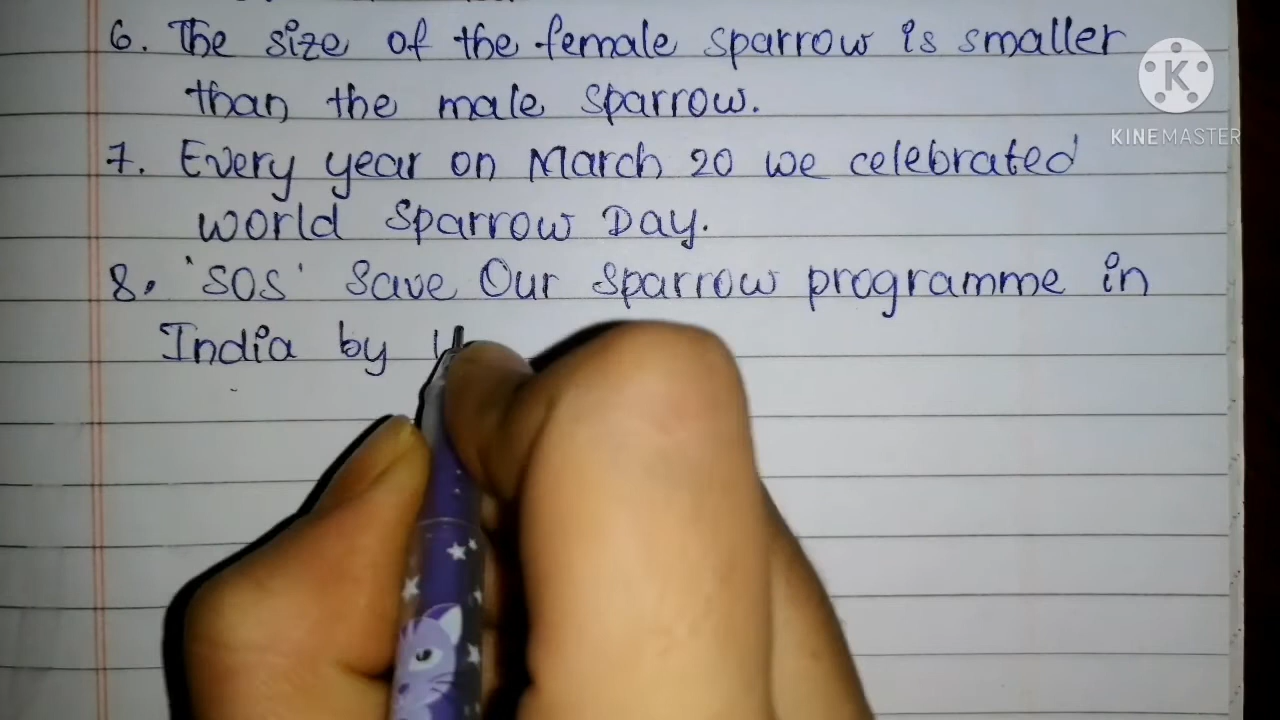 6. The size of the female sparrow is smaller
than the male sparrow.
7. Every year on March 20 we celebrated
world Sparrow Day.
8. 'SOS' Save Our Sparrow programme in
India by
K
KINEMASTER